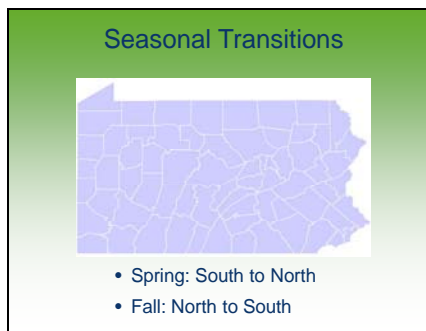 Seasonal Transitions
• Spring: South to North
• Fall: North to South